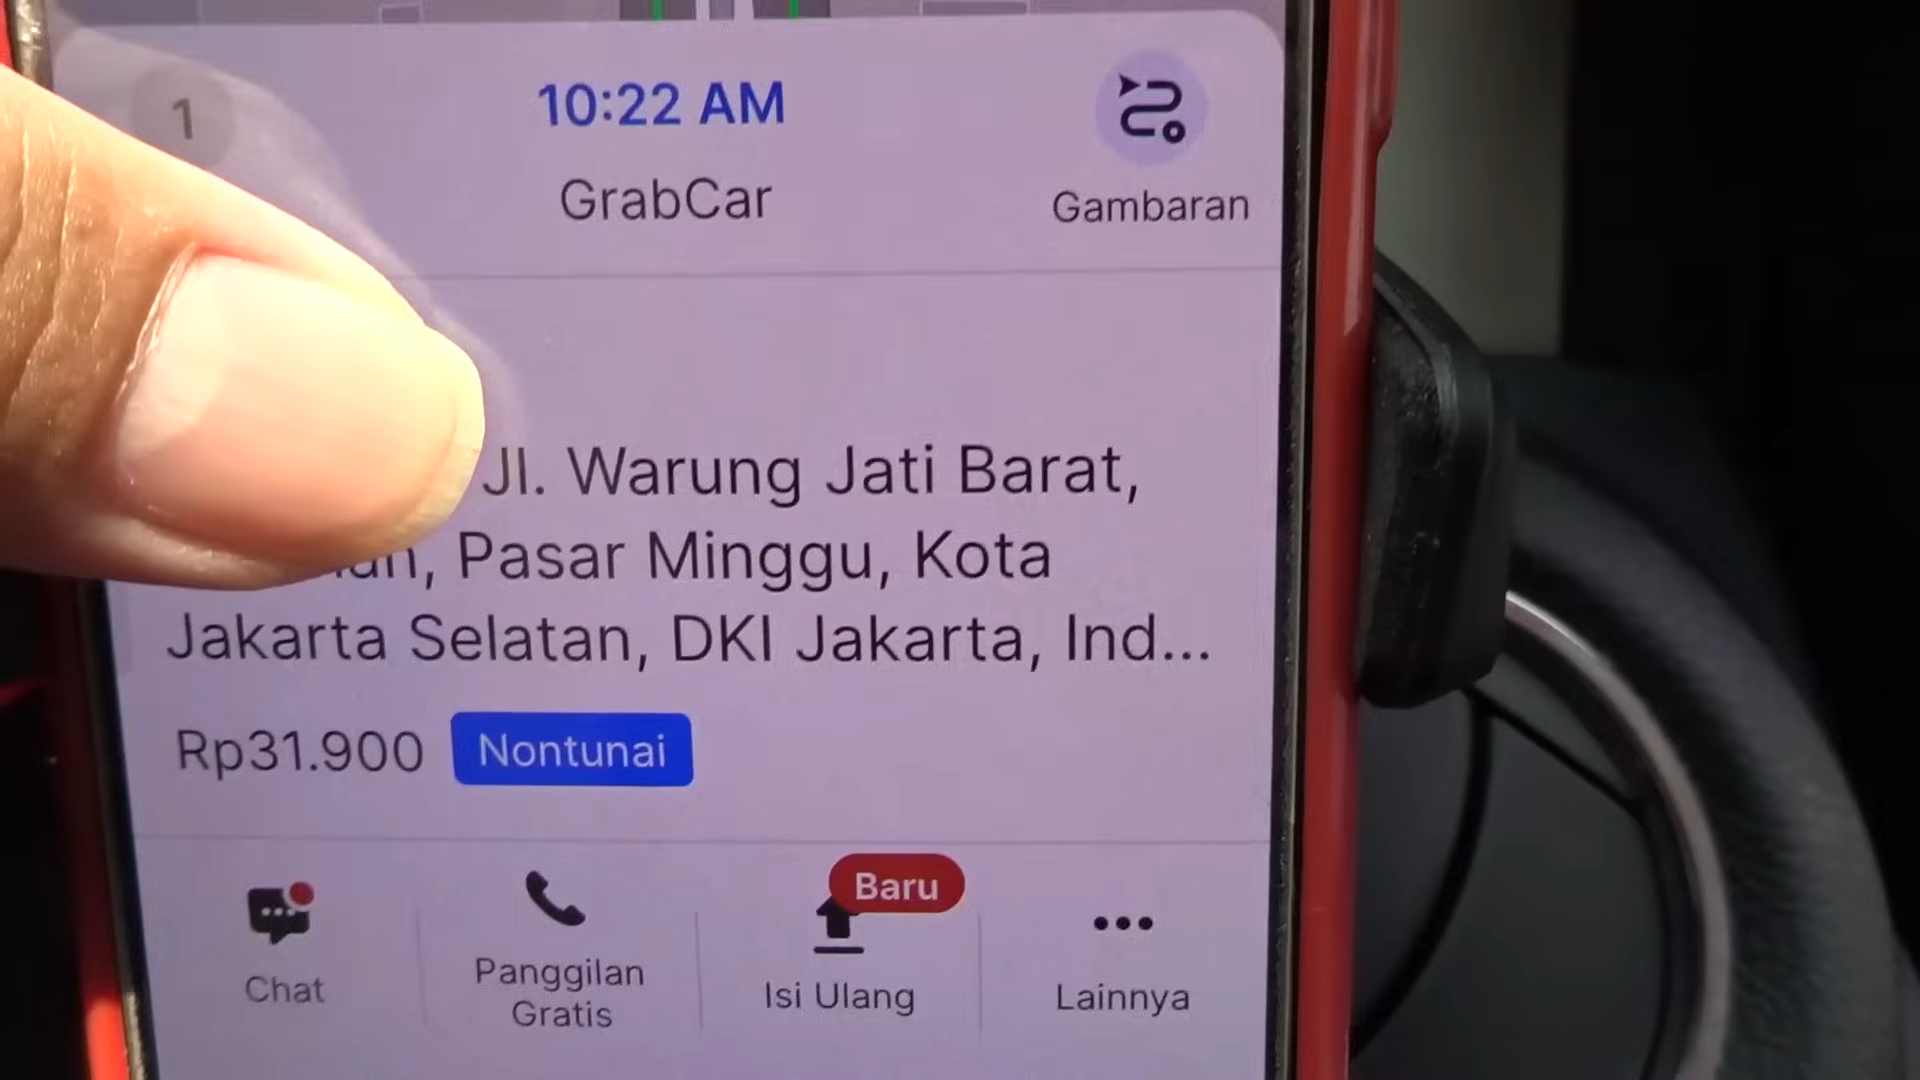 1
10:22 AM
GrabCar
Gambaran
Jl. Warung Jati Barat,
Pasar Minggu, Kota
Jakarta Selatan, DKI Jakarta, Ind...
Rp31.900 Nontunai
Baru
Chat
Panggilan
Gratis
Isi Ulang
Lainnya